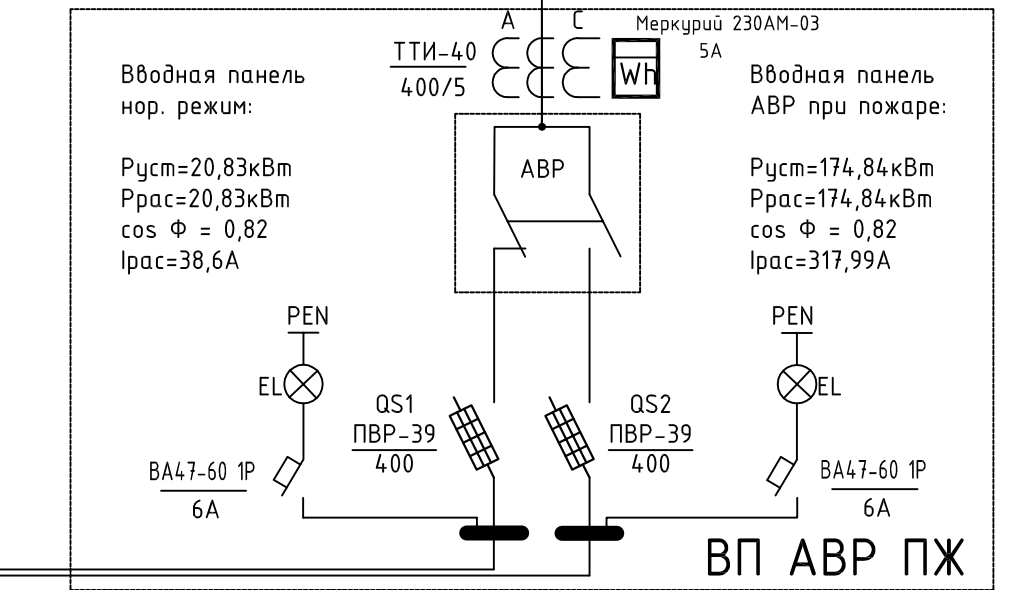 А
С
Меркурий 230АМ-03
5А
ТТИ-40
400/5
Wh
Вводная панель
нор. режим:
Вводная панель
АВР при пожаре:
АВР
Руст=20,83кВт
Ррас=20,83кВт
cos Ф = 0,82
Iрас=38,6А
Руст=174,84кВт
Ррас=174,84кВт
cos Ф = 0,82
Iрас=317,99А
PEN
PEN
EL
EL
QS1
ПВР-39
400
QS2
ПВР-39
400
ВА47-60 1Р
6А
ВА47-60 1Р
6А
ВП АВР ПЖ